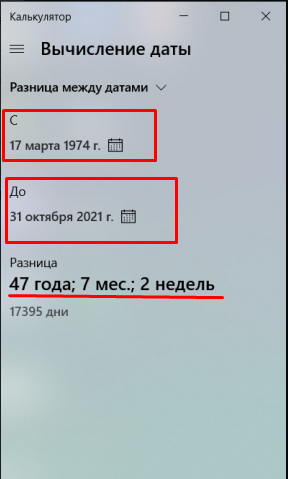 Калькулятор
Вычисление даты
Разница между датами
С
17 марта 1974 г.
До
31 октября 2021 г.
Разница
47 года; 7 мес.; 2 недель
17395 дни